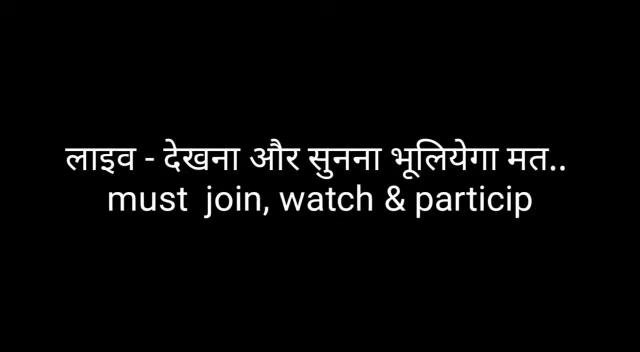 लाइव - देखना और सुनना भूलियेगा मत..
must  join, watch & particip